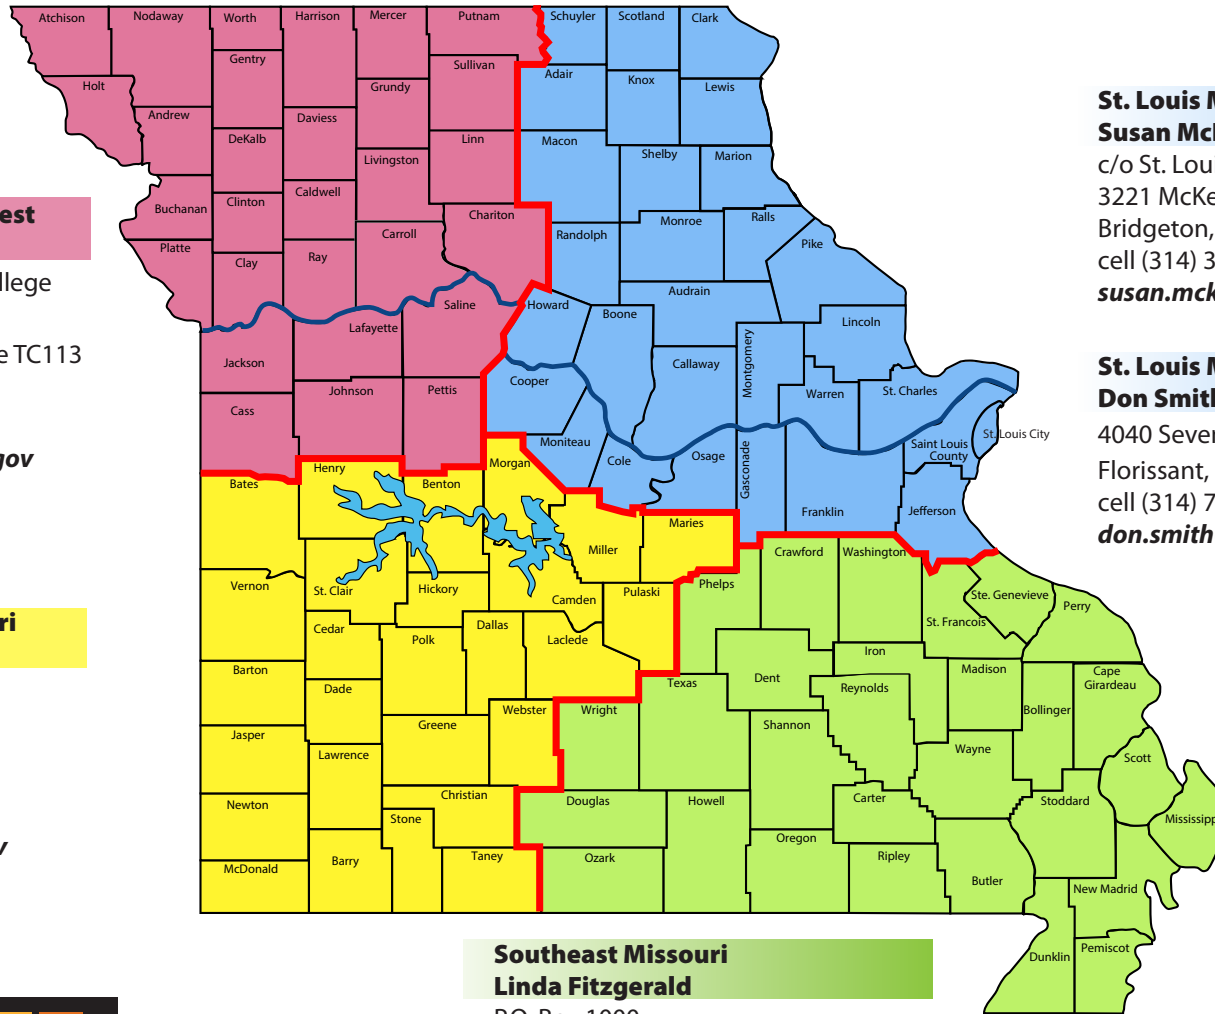 Atchison
Nodaway
Worth
Harrison
Mercer
Putnam
Schuyler
Scotland
Clark
Gentry
Sullivan
Adair
Knox
Lewis
Holt
Grundy
Andrew
Daviess
DeKalb
Linn
Macon
Livingston
Shelby
Marion
Caldwell
Buchanan
Clinton
Chariton
Monroe
Ralls
Carroll
Randolph
Pike
Platte
Clay
Ray
Audrain
Saline
Howard
Boone
Lafayette
Lincoln
Jackson
Callaway
Montgomery
Cooper
Johnson
Pettis
Warren
St. Charles
Cass
Moniteau
St. Louis City
Saint Louis
County
Osage
Cole
Gasconade
Morgan
Henry
Benton
Bates
Franklin
Jefferson
Maries
Miller
Crawford
Washington
Vernon
St. Clair
Hickory
Phelps
Pulaski
Camden
Ste. Genevieve
Perry
St. Francois
Cedar
Polk
Dallas
Laclede
Iron
Barton
Madison
Cape
Girardeau
Dade
Dent
Texas
Reynolds
Webster
Wright
Bollinger
Greene
Shannon
Jasper
Lawrence
Wayne
Scott
Newton
Christian
Douglas
Howell
Carter
Stoddard
Stone
Mississipp
Oregon
Barry
Taney
Ozark
Ripley
McDonald
Butler
New Madrid
Dunklin
Pemiscot
est
llege
e TC113
gov
ri
v
St. Louis M
Susan McK
c/o St. Lou
3221 McKe
Bridgeton,
cell (314) 3
susan.mck
St. Louis M
Don Smith
4040 Sever
Florissant,
cell (314) 7
don.smith
Southeast Missouri
Linda Fitzgerald
P.O. Box 1000